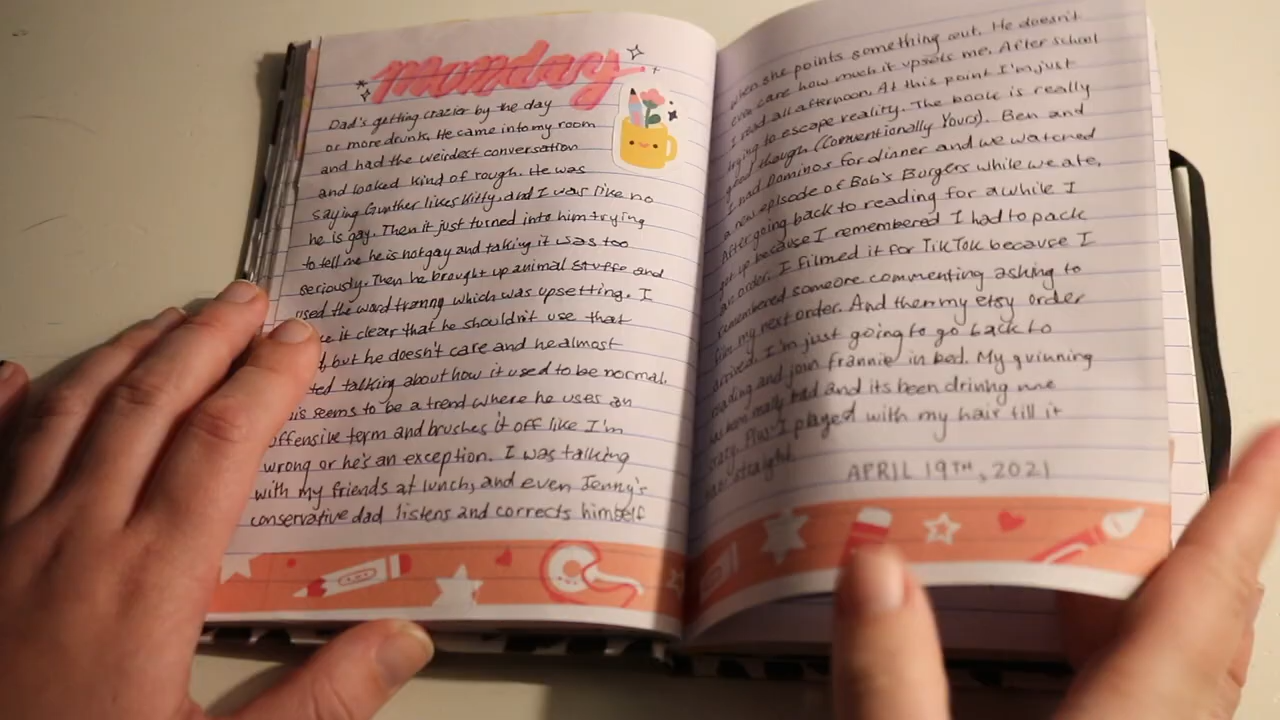 monday
Dad's getting crazier by the day
or more drunk. He came into my room
and had the weirdest conversation
and looked kind of rough. He was
saying Gunther likes Kitty, and I was like no
he is gay. Then it just turned into him trying
to tell me he is not gay and taking it was too
seriously. Then he brought up animal stuffe and
used the word tranny which was upsetting. I
it clear that he shouldn't use that
, but he doesn't care and he almost
ted talking about how it used to be normal.
is seems to be a trend where he uses an
offensive term and brushes it off like I'm
wrong or he's an exception. I was talking
with my friends at lunch, and even Jenny's
conservative dad listens and corrects himself
when she points something out. He doesn't
even care how much it upsets me. After school
I read all afternoon. At this point I'm just
trying to escape reality. The book is really
good though (Conventionally Yours). Ben and
I had Dominos for dinner and we watched
a new episode of Bob's Burgers while we ate.
After going back to reading for a while I
got up because I remembered I had to pack
an order. I filmed it for TikTok because I
remembered someone commenting asking to
film my next order. And then my etsy order
arrived. I'm just going to go back to
reading and join Frannie in bed. My
really bad and its been me
crazy. Plus I played with my hair till it
was straight.
APRIL 19TH, 2021